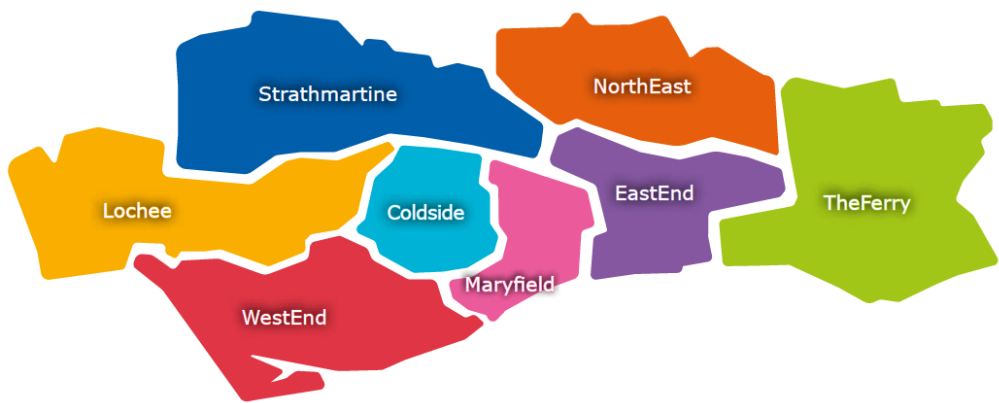 Strathmartine
NorthEast
Lochee
Coldside
EastEnd
TheFerry
Maryfield
WestEnd